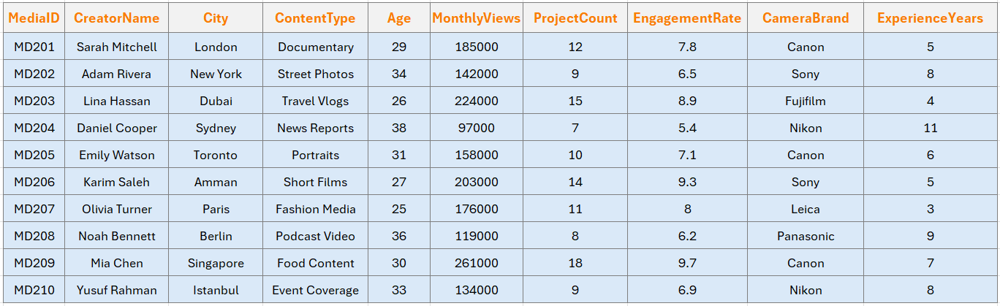 MediaID CreatorName City ContentType Age MonthlyViews ProjectCount EngagementRate CameraBrand ExperienceYears
MD201 Sarah Mitchell London Documentary 29 185000 12 7.8 Canon 5
MD202 Adam Rivera New York Street Photos 34 142000 9 6.5 Sony 8
MD203 Lina Hassan Dubai Travel Vlogs 26 224000 15 8.9 Fujifilm 4
MD204 Daniel Cooper Sydney News Reports 38 97000 7 5.4 Nikon 11
MD205 Emily Watson Toronto Portraits 31 158000 10 7.1 Canon 6
MD206 Karim Saleh Amman Short Films 27 203000 14 9.3 Sony 5
MD207 Olivia Turner Paris Fashion Media 25 176000 11 8 Leica 3
MD208 Noah Bennett Berlin Podcast Video 36 119000 8 6.2 Panasonic 9
MD209 Mia Chen Singapore Food Content 30 261000 18 9.7 Canon 7
MD210 Yusuf Rahman Istanbul Event Coverage 33 134000 9 6.9 Nikon 8